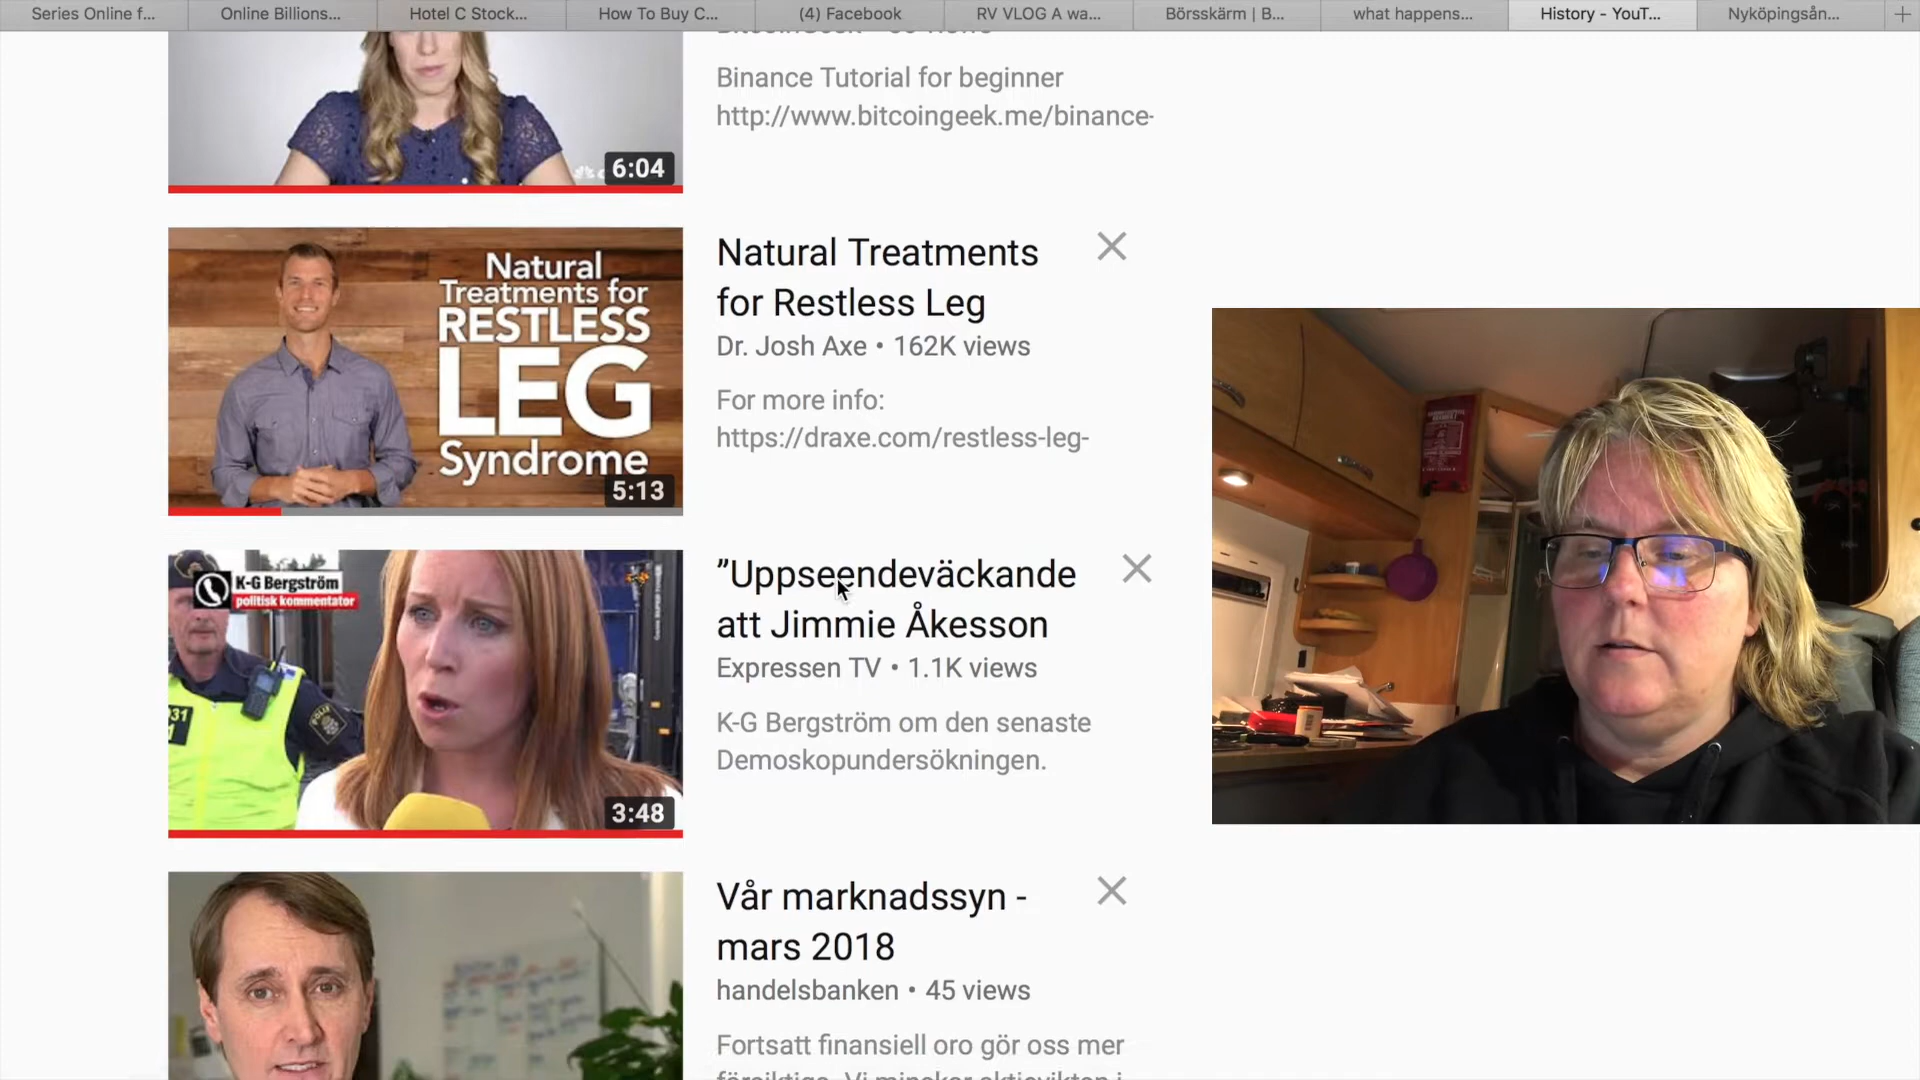 Series Online f...
Online Billions...
Hotel C Stock...
How To Buy C...
(4) Facebook
RV VLOG A wa...
Börsskärm | B...
what happens...
History - YouT...
Nyköpingsån...
Binance Tutorial for beginner
http://www.bitcoingeek.me/binance-
6:04
Natural
Treatments for
RESTLESS
LEG
Syndrome
5:13
Natural Treatments
for Restless Leg
Dr. Josh Axe • 162K views
For more info:
https://draxe.com/restless-leg-
K-G Bergström
politisk kommentator
POLIS
3:48
”Uppseendeväckande
att Jimmie Åkesson
Expressen TV • 1.1K views
K-G Bergström om den senaste
Demoskopundersökningen.
Vår marknadssyn -
mars 2018
handelsbanken • 45 views
Fortsatt finansiell oro gör oss mer